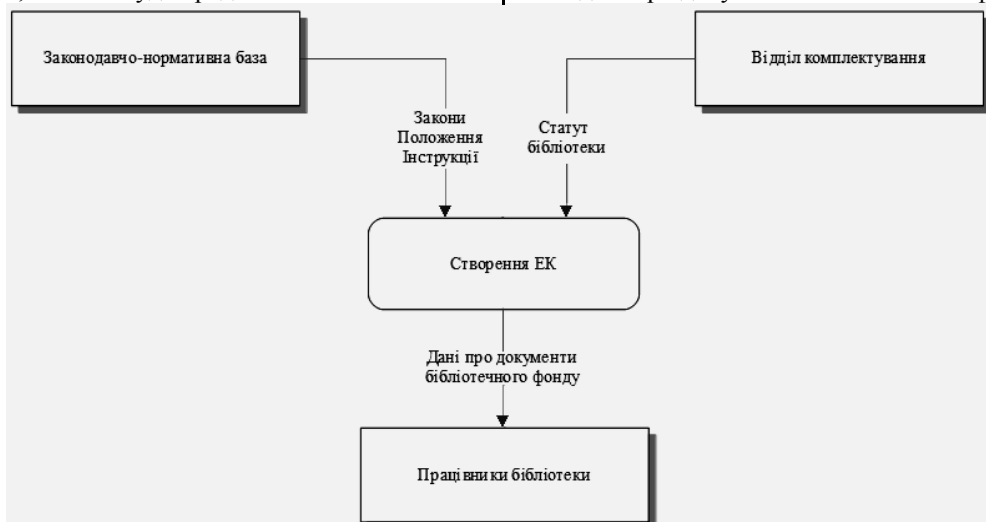 Законодавчо-нормативна база
Відділ комплектування
Закони
Положення
Інструкції
Статут
бібліотеки
Створення ЕК
Дані про документи
бібліотечного фонду
Працівники бібліотеки